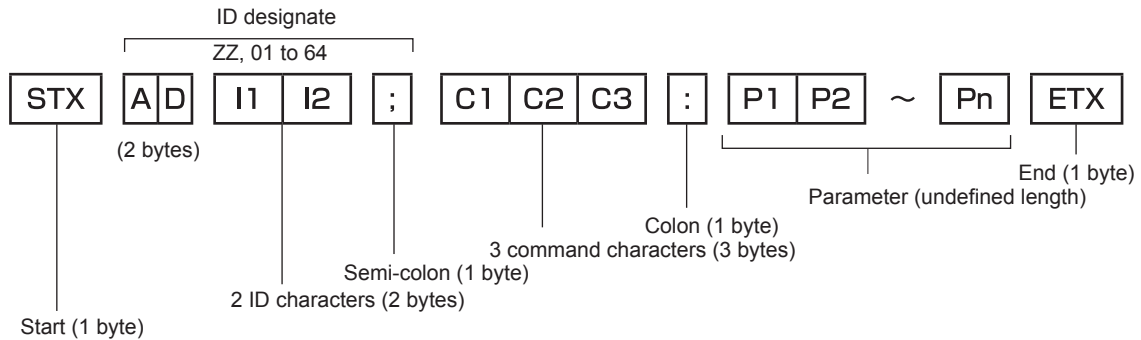 ID designate
ZZ, 01 to 64
STX A D I1 I2 ; C1 C2 C3 : P1 P2 ~ Pn ETX
(2 bytes)
End (1 byte)
Parameter (undefined length)
Colon (1 byte)
3 command characters (3 bytes)
Semi-colon (1 byte)
2 ID characters (2 bytes)
Start (1 byte)